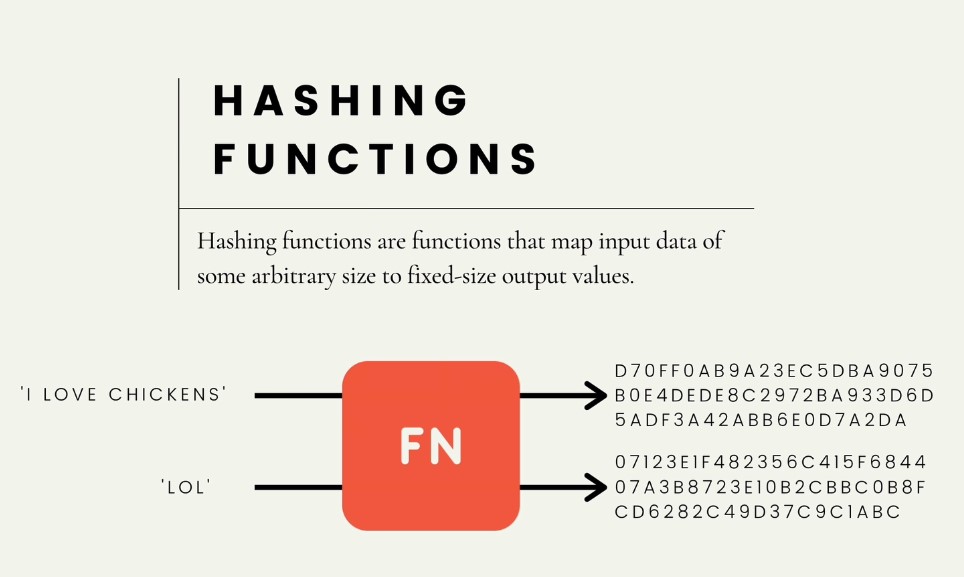 HASHING
FUNCTIONS
Hashing functions are functions that map input data of
some arbitrary size to fixed-size output values.
'I LOVE CHICKENS'
FN
D70FF0AB9A23EC5DBA9075
B0E4DEDE8C2972BA933D6D
5ADF3A42ABB6E0D7A2DA
'LOL'
07123E1F482356C415F6844
07A3B8723E10B2CBBC0B8F
CD6282C49D37C9C1ABC